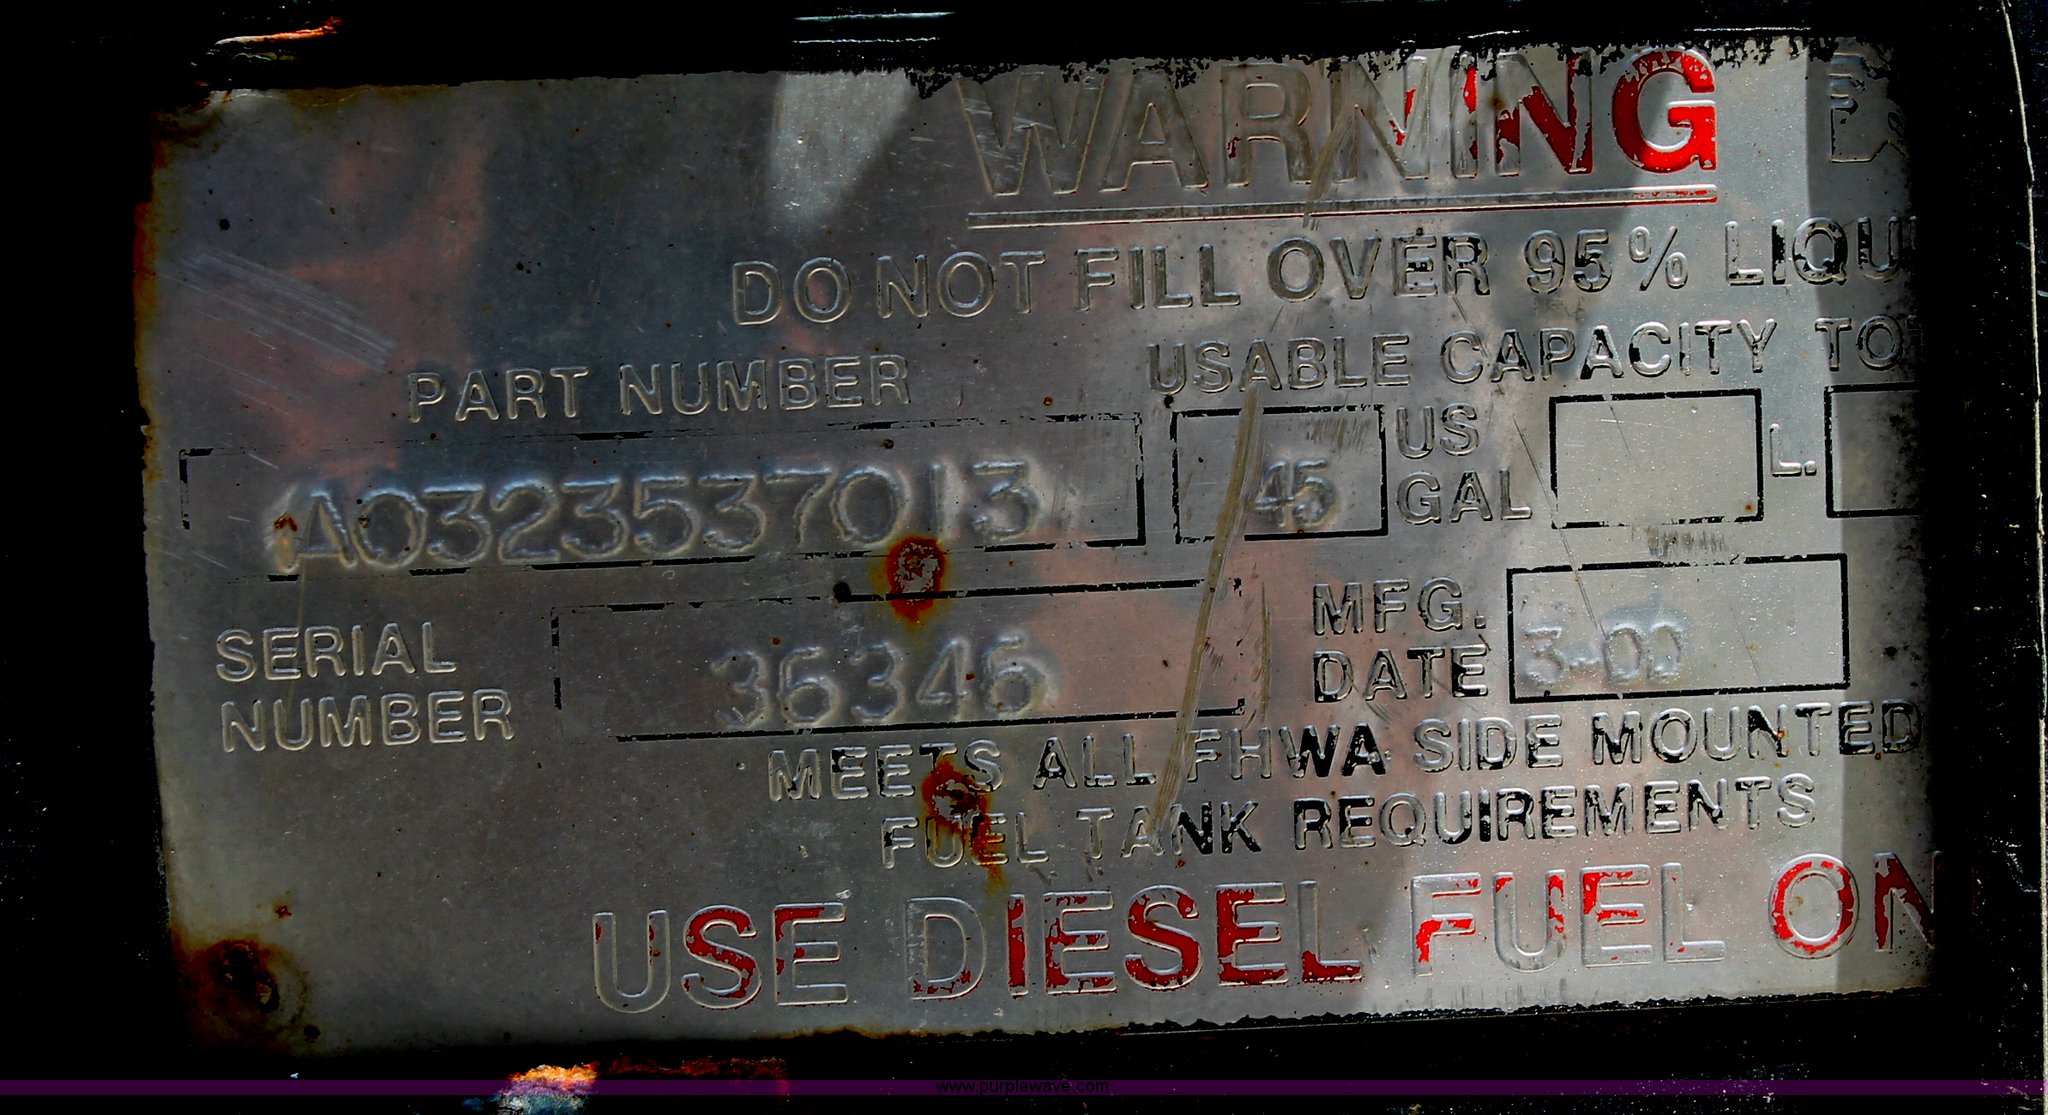 WARNING
DO NOT FILL OVER 95% LIQU
PART NUMBER USABLE CAPACITY TO
A0323537013 45 US GAL L.
SERIAL NUMBER 36346 MFG. DATE 3-00
MEETS ALL FHWA SIDE MOUNTED
FUEL TANK REQUIREMENTS
USE DIESEL FUEL ON
www.purplewave.com